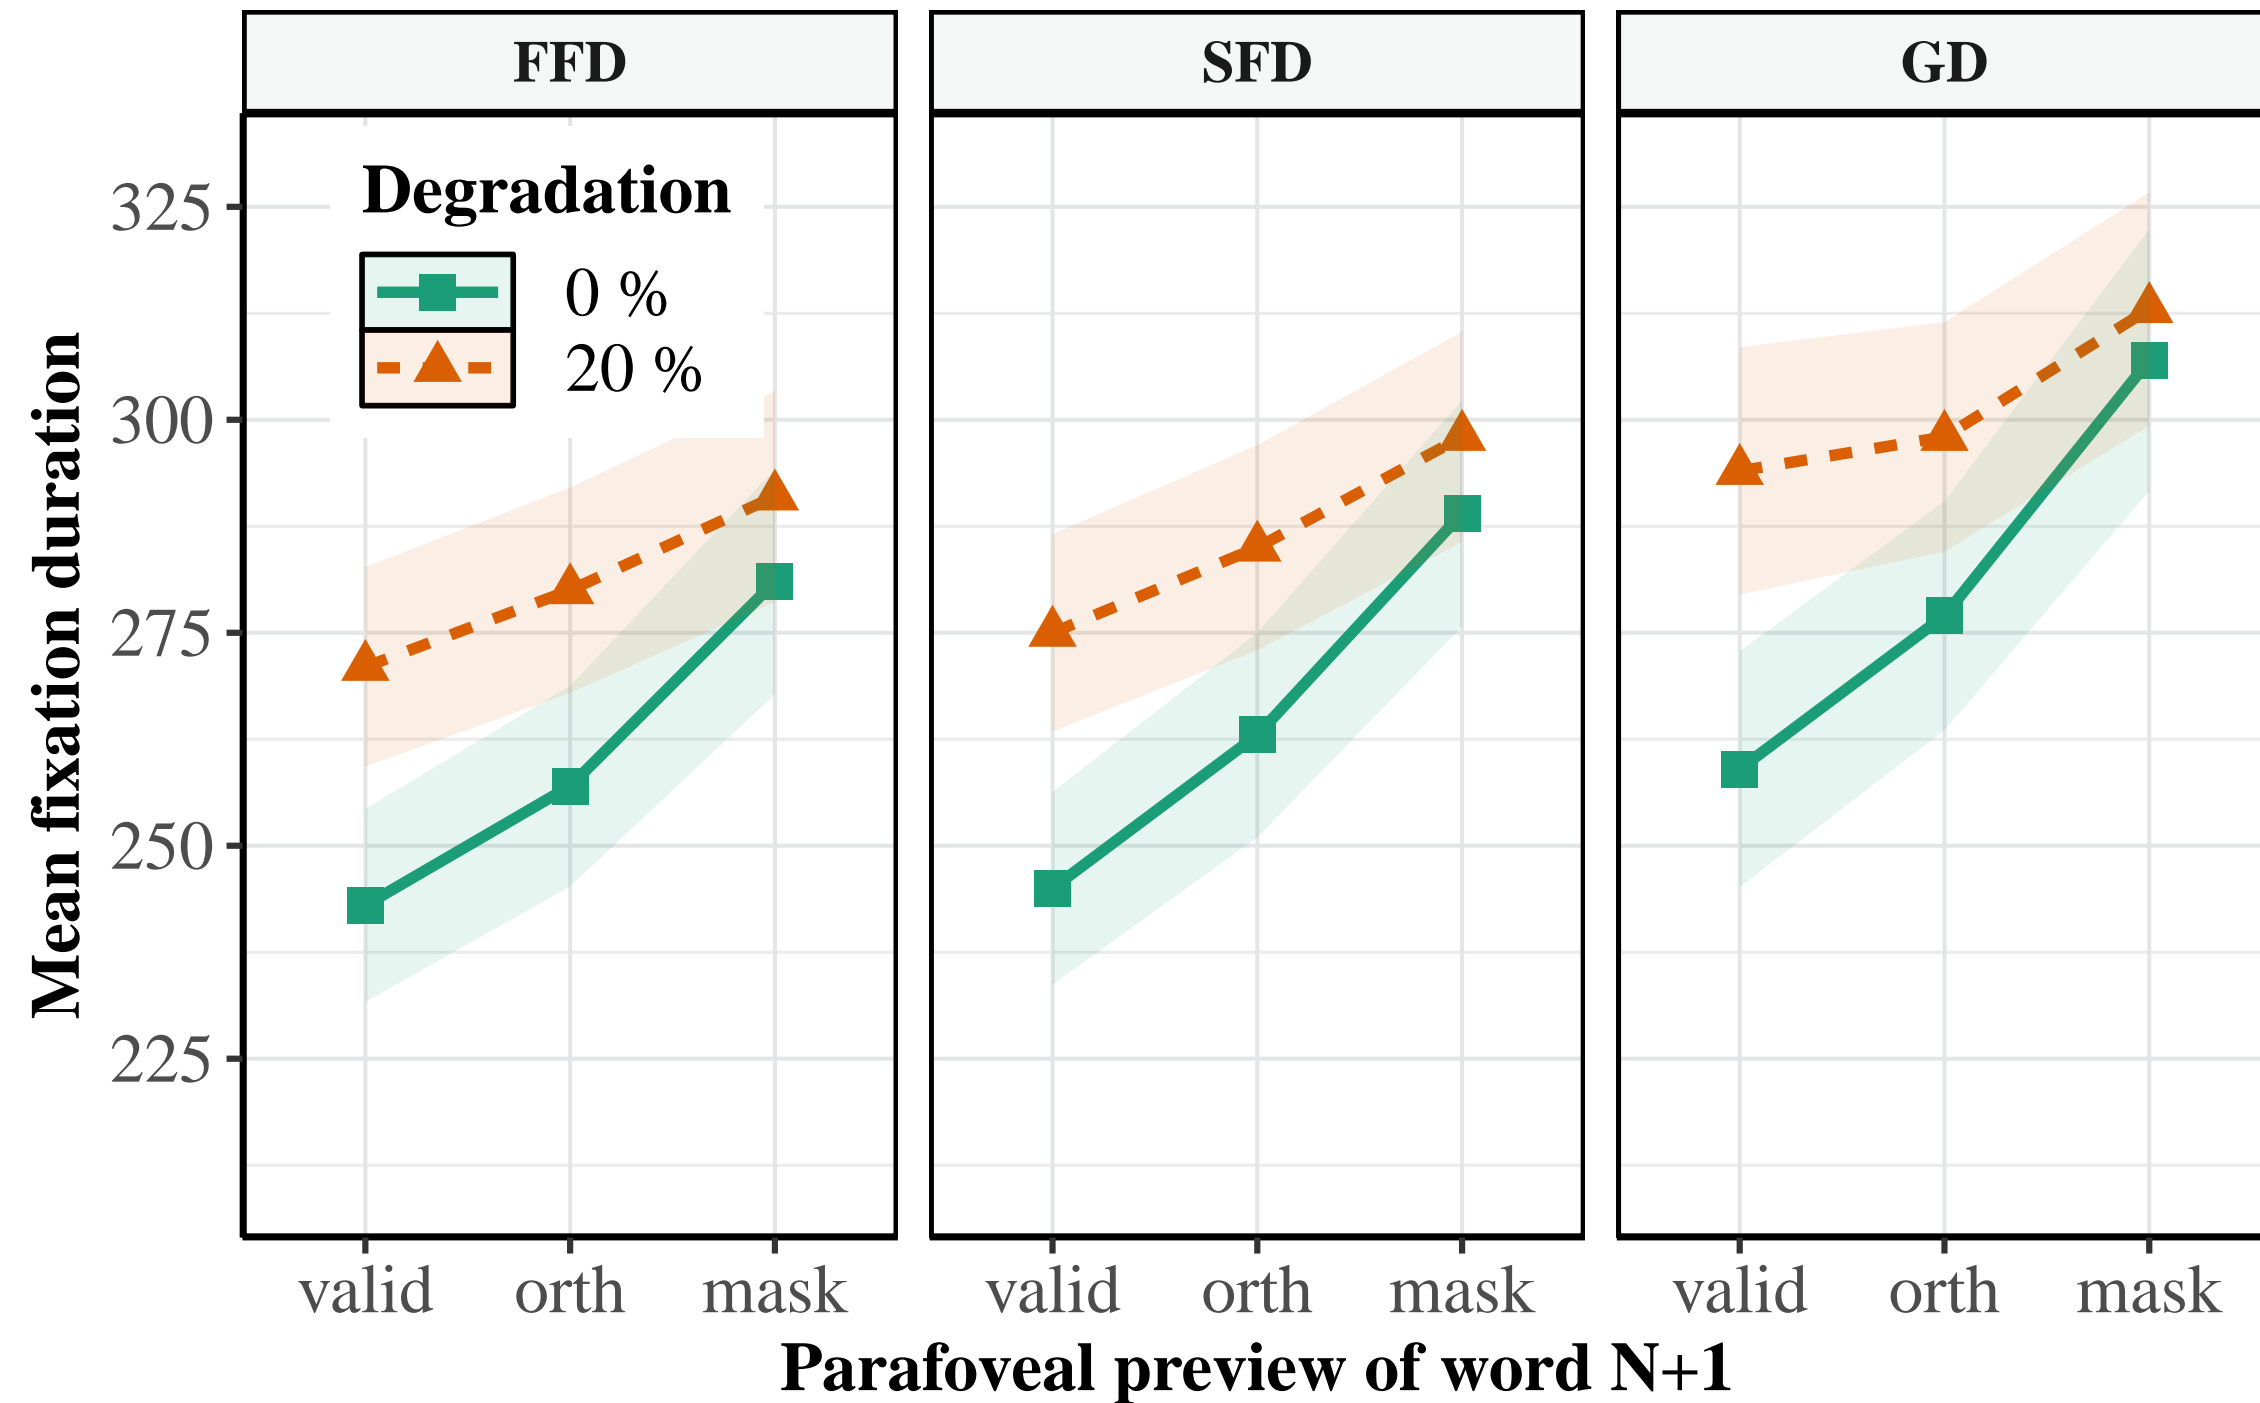 FFD SFD GD
Degradation
0 %
20 %
325
300
275
250
225
Mean fixation duration
valid orth mask valid orth mask valid orth mask
Parafoveal preview of word N+1